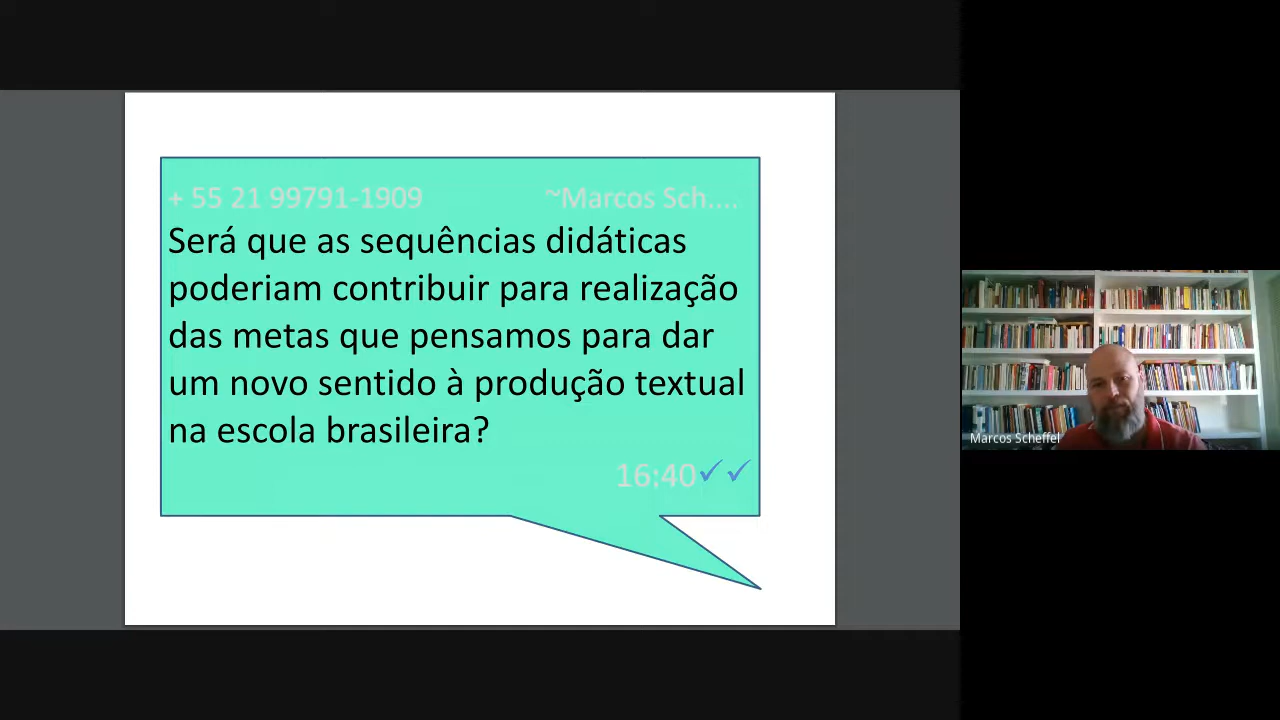 + 55 21 99791-1909 ~Marcos Sch....
Será que as sequências didáticas
poderiam contribuir para realização
das metas que pensamos para dar
um novo sentido à produção textual
na escola brasileira?
16:40✓✓
Marcos Scheffel